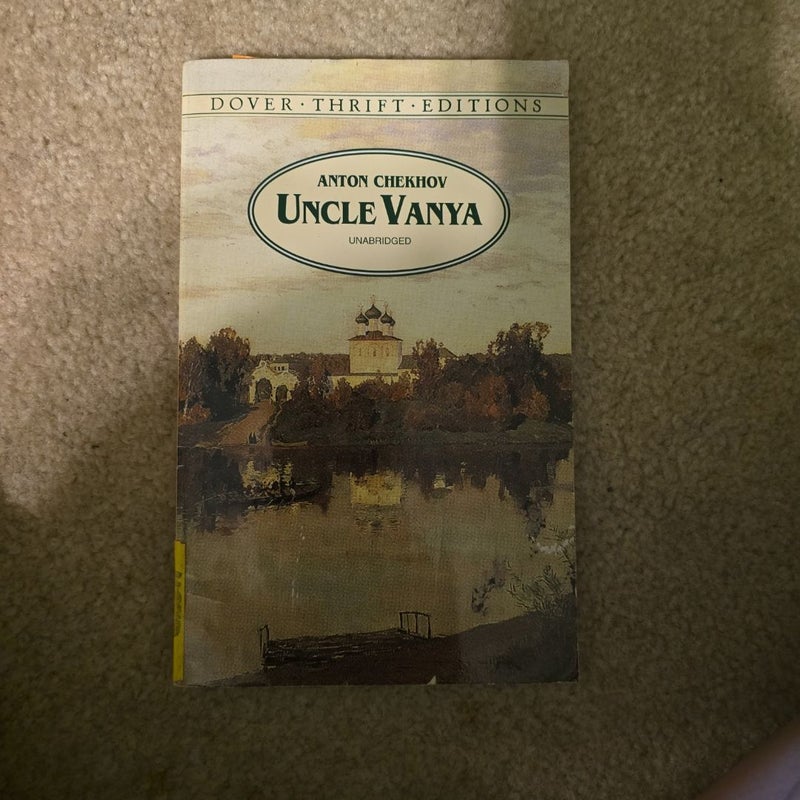 DOVER · THRIFT · EDITIONS
ANTON CHEKHOV
UNCLE VANYA
UNABRIDGED